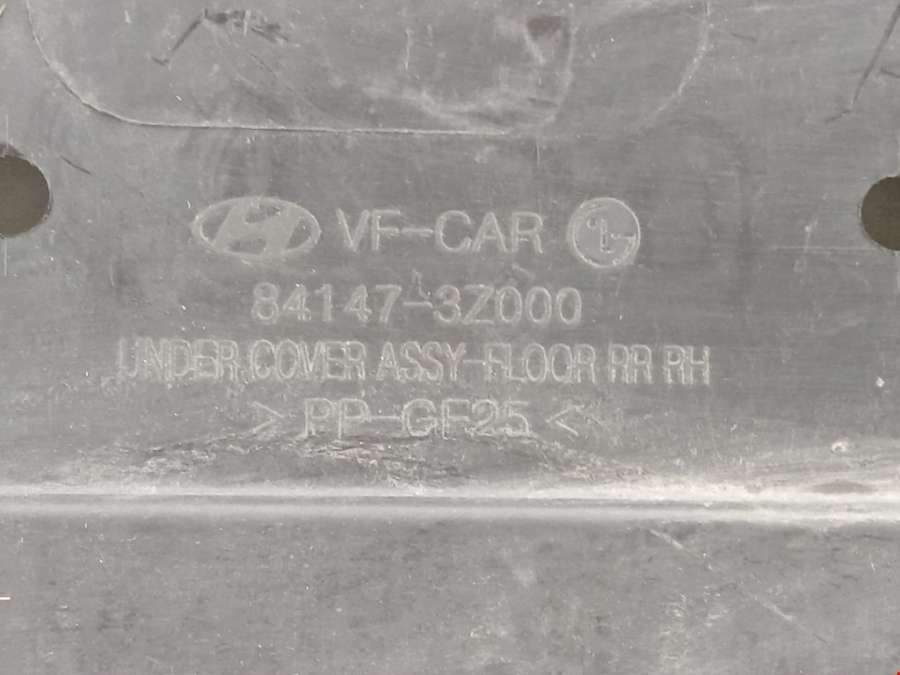 VF-CAR
84147-3Z000
UNDER COVER ASSY-FLOOR RR RH
> PP-GF25 <